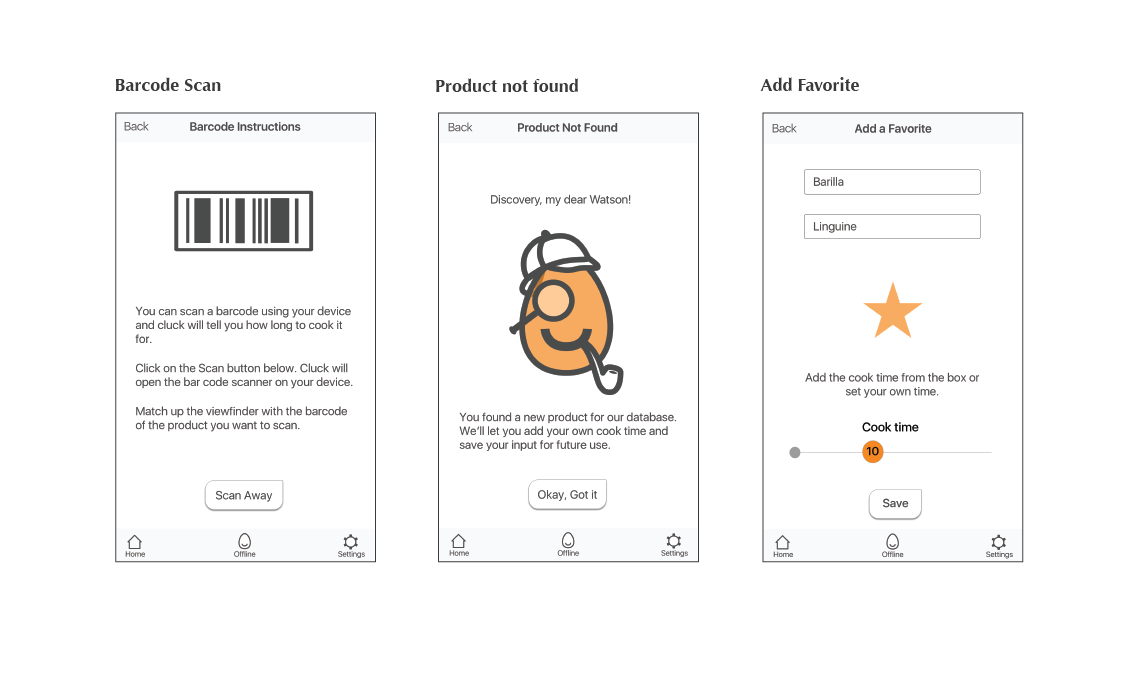 Barcode Scan
Back
Barcode Instructions
You can scan a barcode using your device
and cluck will tell you how long to cook it
for.
Click on the Scan button below. Cluck will
open the bar code scanner on your device.
Match up the viewfinder with the barcode
of the product you want to scan.
Scan Away
Home
Offline
Settings
Product not found
Back
Product Not Found
Discovery, my dear Watson!
You found a new product for our database.
We’ll let you add your own cook time and
save your input for future use.
Okay, Got it
Home
Offline
Settings
Add Favorite
Back
Add a Favorite
Barilla
Linguine
Add the cook time from the box or
set your own time.
Cook time
10
Save
Home
Offline
Settings